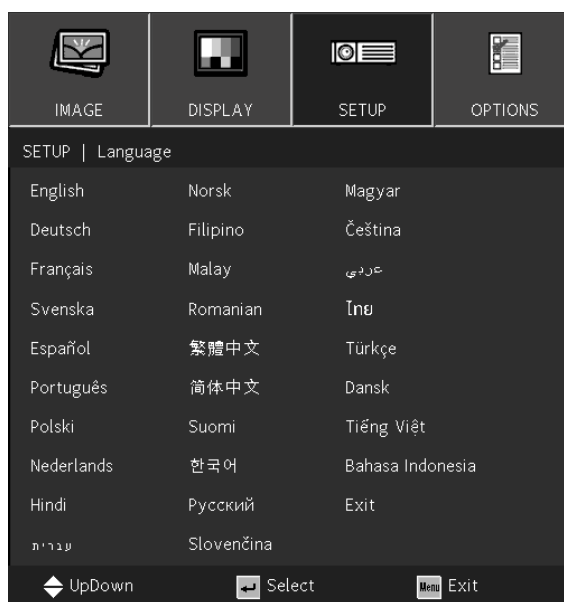 IMAGE DISPLAY SETUP OPTIONS
SETUP | Language
English Norsk Magyar
Deutsch Filipino Čeština
Français Malay عربي
Svenska Romanian ไทย
Español 繁體中文 Türkçe
Português 简体中文 Dansk
Polski Suomi Tiếng Việt
Nederlands 한국어 Bahasa Indonesia
Hindi Русский Exit
עברית Slovenčina
UpDown Select Menu Exit